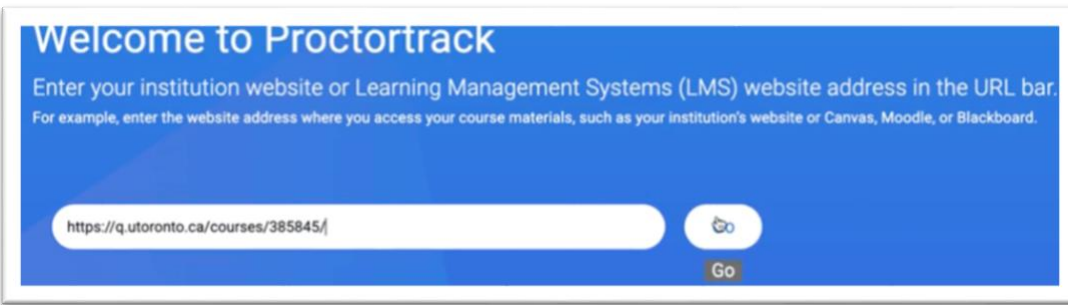 Welcome to Proctortrack
Enter your institution website or Learning Management Systems (LMS) website address in the URL bar.
For example, enter the website address where you access your course materials, such as your institution's website or Canvas, Moodle, or Blackboard.
https://q.utoronto.ca/courses/385845/
Go
Go